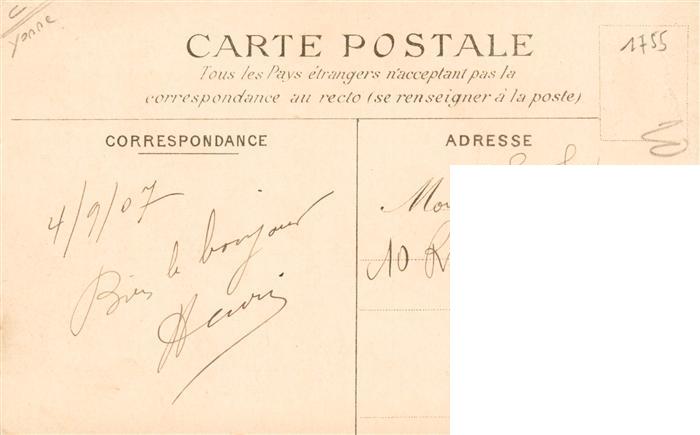 Yonne
CARTE POSTALE
1755
Tous les Pays étrangers n'acceptent pas la
correspondance au recto (se renseigner à la poste)
CORRESPONDANCE
4/9/07
Bien le bonjour
Henri
ADRESSE
10 R